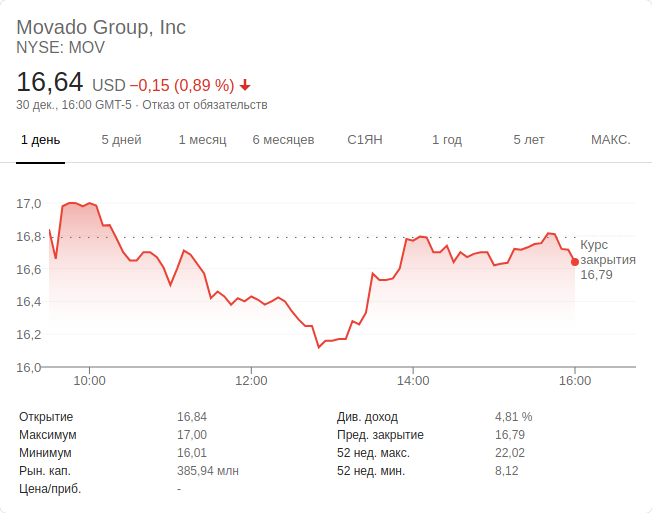 Movado Group, Inc
NYSE: MOV
16,64 USD −0,15 (0,89 %)
30 дек., 16:00 GMT-5 · Отказ от обязательств
1 день 5 дней 1 месяц 6 месяцев С1ЯН 1 год 5 лет МАКС.
17,0
16,8
16,6
16,4
16,2
16,0
Курс
закрытия
16,79
10:00 12:00 14:00 16:00
Открытие 16,84 Див. доход 4,81 %
Максимум 17,00 Пред. закрытие 16,79
Минимум 16,01 52 нед. макс. 22,02
Рын. кап. 385,94 млн 52 нед. мин. 8,12
Цена/приб. -